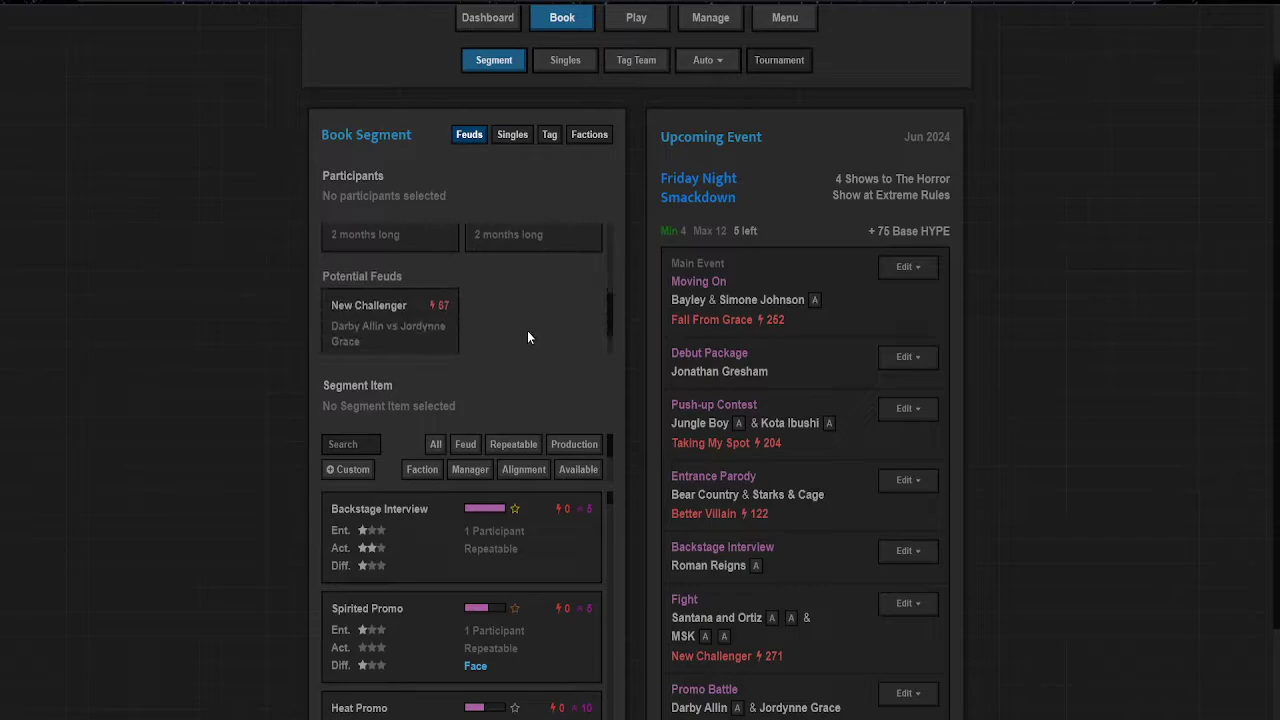 Dashboard Book Play Manage Menu
Segment Singles Tag Team Auto Tournament
Book Segment Feuds Singles Tag Factions
Participants
No participants selected
2 months long 2 months long
Potential Feuds
New Challenger 67
Darby Allin vs Jordynne
Grace
Segment Item
No Segment Item selected
Search All Feud Repeatable Production
Custom Faction Manager Alignment Available
Backstage Interview 0 5
Ent. 1 Participant
Act. Repeatable
Diff.
Spirited Promo 0 5
Ent. 1 Participant
Act. Repeatable
Diff. Face
Heat Promo 0 10
Upcoming Event Jun 2024
Friday Night
Smackdown
4 Shows to The Horror
Show at Extreme Rules
Min 4 Max 12 5 left + 75 Base HYPE
Main Event
Edit
Moving On
Bayley & Simone Johnson A
Fall From Grace 252
Debut Package Edit
Jonathan Gresham
Push-up Contest Edit
Jungle Boy A & Kota Ibushi A
Taking My Spot 204
Entrance Parody Edit
Bear Country & Starks & Cage
Better Villain 122
Backstage Interview Edit
Roman Reigns A
Fight Edit
Santana and Ortiz A A &
MSK A A
New Challenger 271
Promo Battle Edit
Darby Allin A & Jordynne Grace